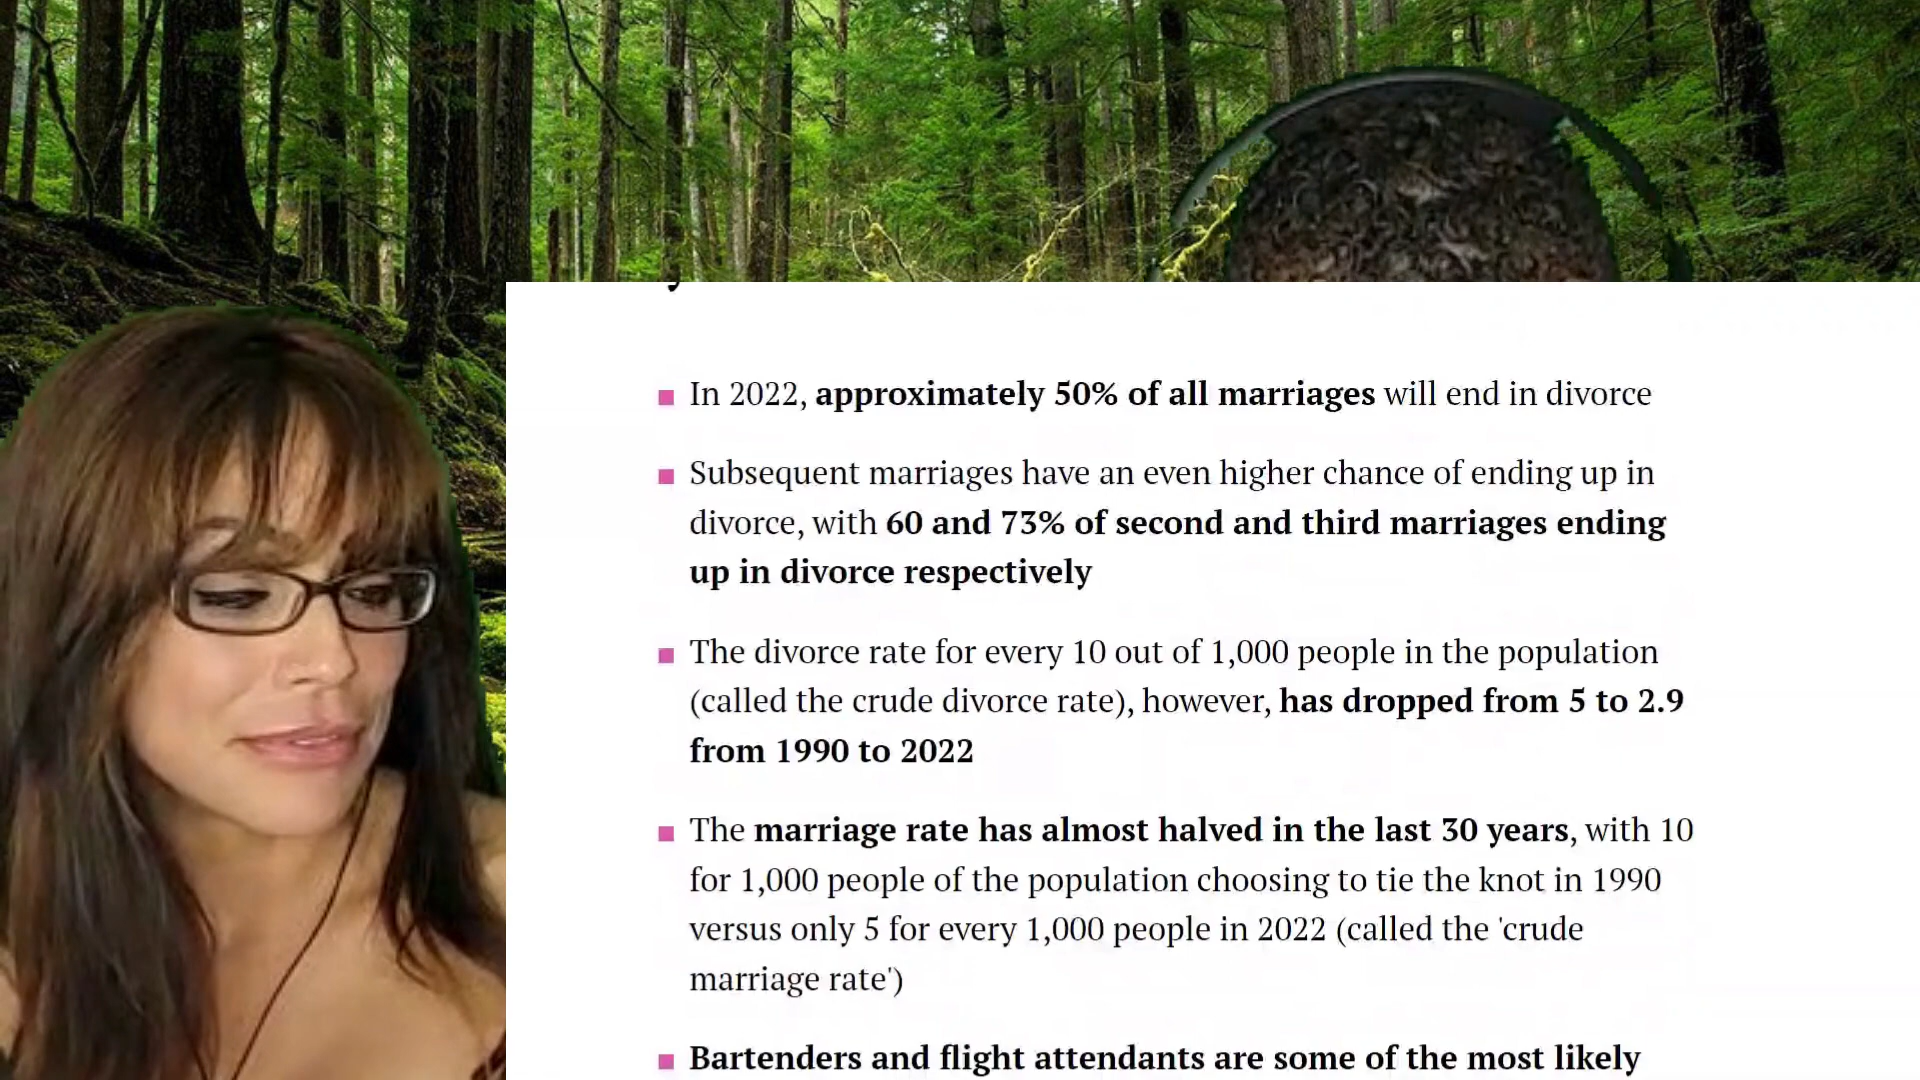 In 2022, approximately 50% of all marriages will end in divorce
Subsequent marriages have an even higher chance of ending up in
divorce, with 60 and 73% of second and third marriages ending
up in divorce respectively
The divorce rate for every 10 out of 1,000 people in the population
(called the crude divorce rate), however, has dropped from 5 to 2.9
from 1990 to 2022
The marriage rate has almost halved in the last 30 years, with 10
for 1,000 people of the population choosing to tie the knot in 1990
versus only 5 for every 1,000 people in 2022 (called the 'crude
marriage rate')
Bartenders and flight attendants are some of the most likely